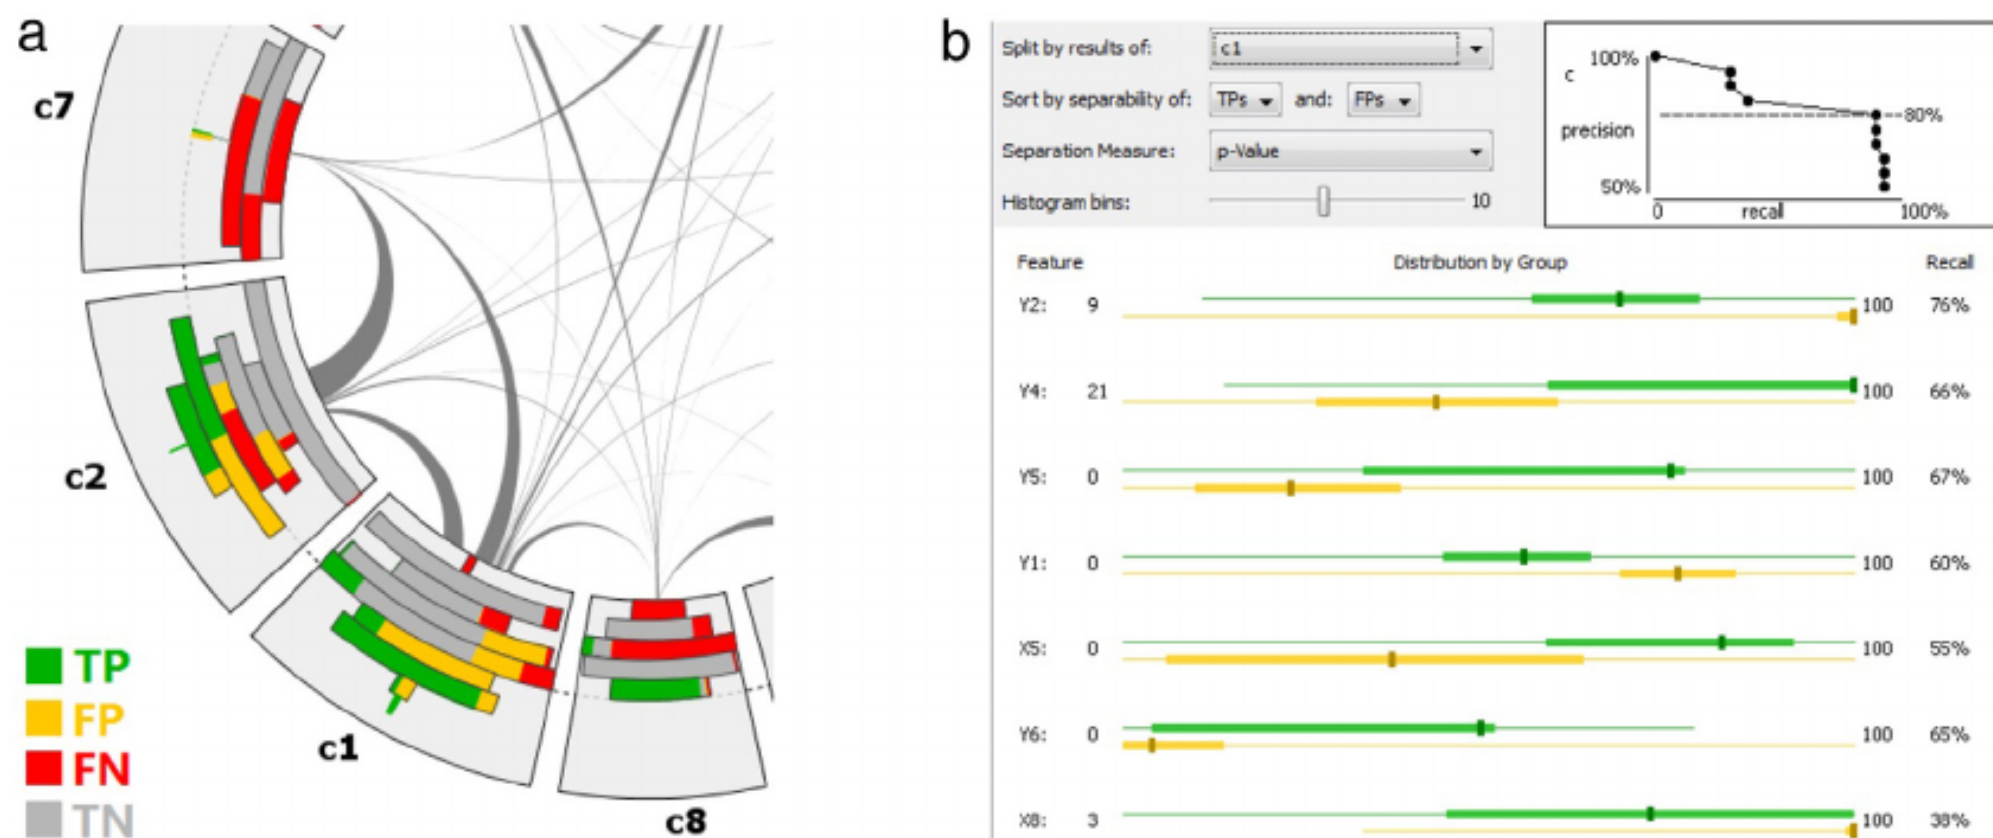 a
c7
c2
c1
c8
TP
FP
FN
TN
b
Split by results of: c1
Sort by separability of: TPs and: FPs
Separation Measure: p-Value
Histogram bins: 10
c 100%
precision 80%
50%
0 recall 100%
Feature Distribution by Group Recall
Y2: 9 100 76%
Y4: 21 100 66%
Y5: 0 100 67%
Y1: 0 100 60%
X5: 0 100 55%
Y6: 0 100 65%
X8: 3 100 38%